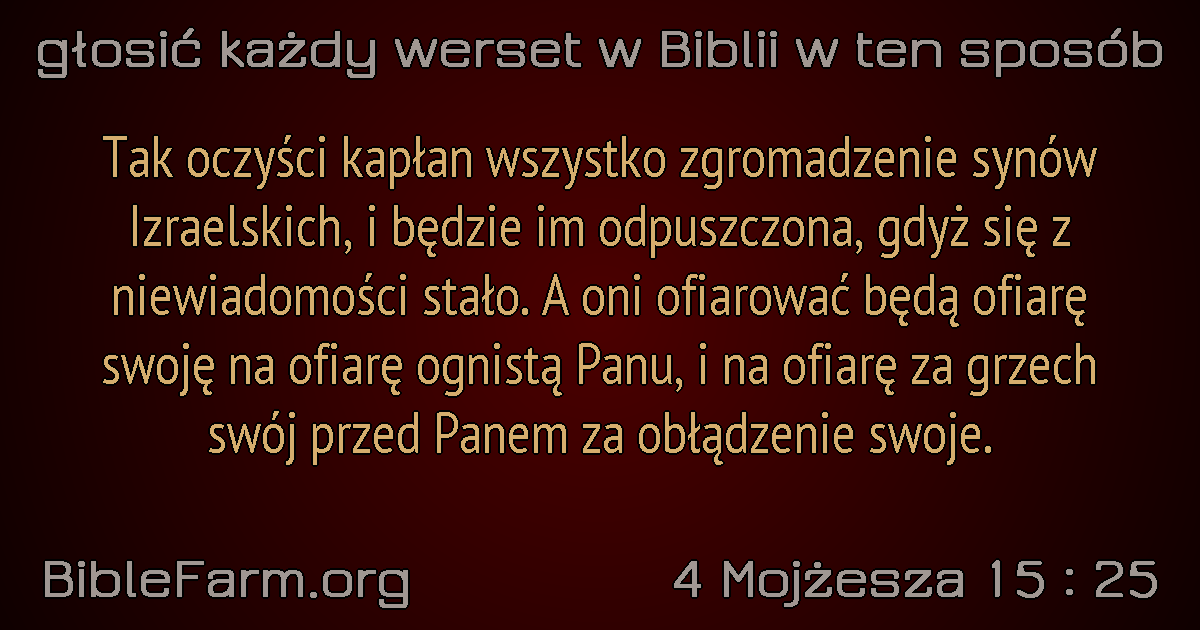 głosić każdy werset w Biblii w ten sposób
Tak oczyści kapłan wszystko zgromadzenie synów
Izraelskich, i będzie im odpuszczona, gdyż się z
niewiadomości stało. A oni ofiarować będą ofiarę
swoję na ofiarę ognistą Panu, i na ofiarę za grzech
swój przed Panem za obłądzenie swoje.
BibleFarm.org
4 Mojżesza 15 : 25